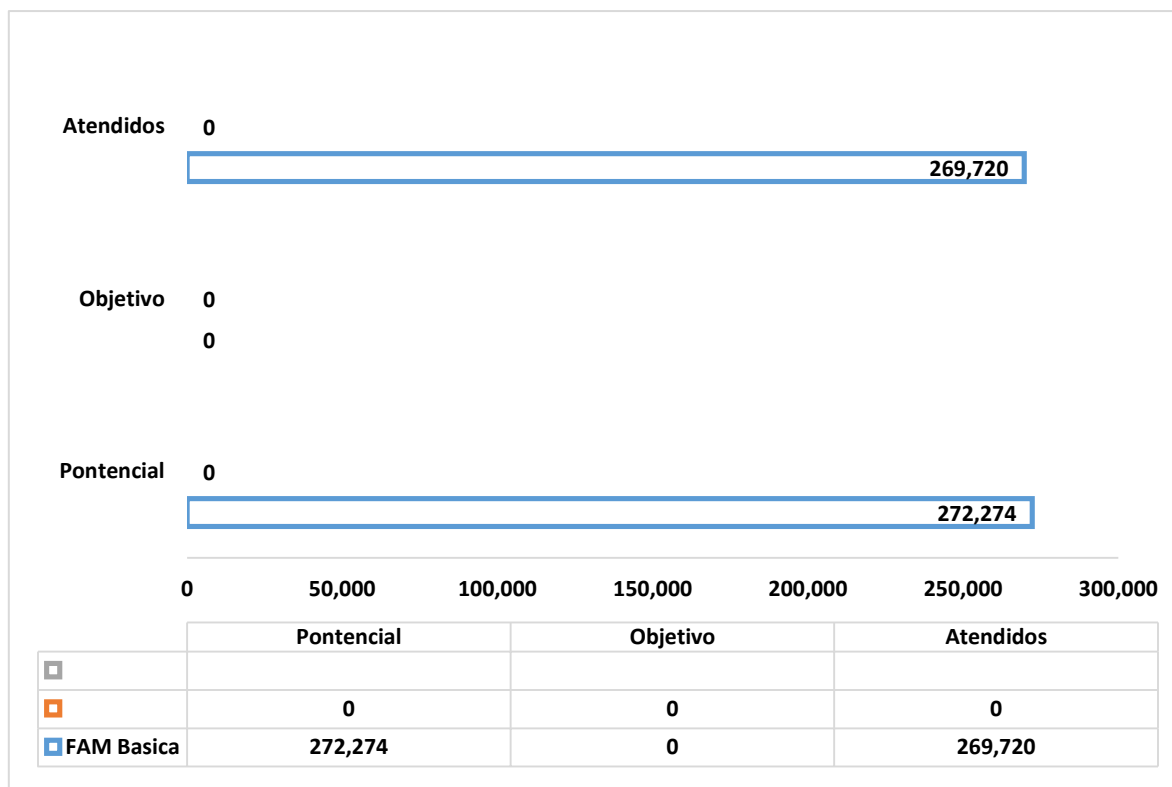 Atendidos 0
269,720
Objetivo 0
0
Pontencial 0
272,274
0 50,000 100,000 150,000 200,000 250,000 300,000
Pontencial Objetivo Atendidos
0 0 0
FAM Basica 272,274 0 269,720